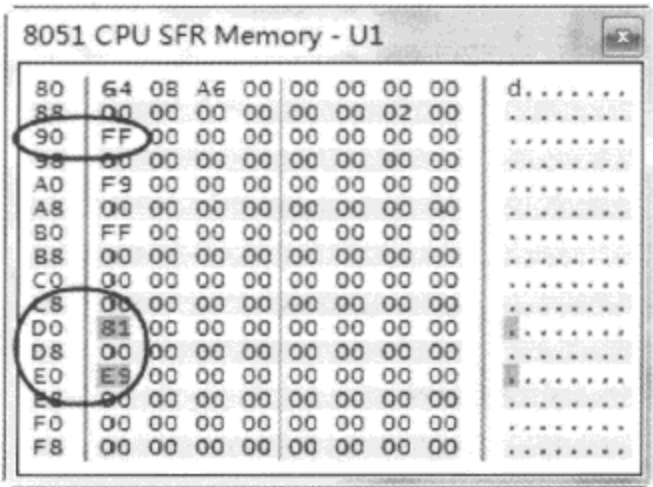 8051 CPU SFR Memory - U1
80 64 0B A6 00 00 00 00 00 d.......
88 00 00 00 00 00 00 02 00 ........
90 FF 00 00 00 00 00 00 00 ........
98 00 00 00 00 00 00 00 00 ........
A0 F9 00 00 00 00 00 00 00 ........
A8 00 00 00 00 00 00 00 00 ........
B0 FF 00 00 00 00 00 00 00 ........
B8 00 00 00 00 00 00 00 00 ........
C0 00 00 00 00 00 00 00 00 ........
C8 00 00 00 00 00 00 00 00 ........
D0 81 00 00 00 00 00 00 00 ........
D8 00 00 00 00 00 00 00 00 ........
E0 E9 00 00 00 00 00 00 00 ........
E8 00 00 00 00 00 00 00 00 ........
F0 00 00 00 00 00 00 00 00 ........
F8 00 00 00 00 00 00 00 00 ........